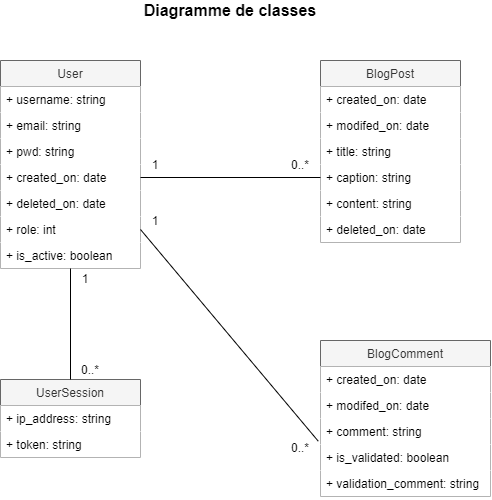 Diagramme de classes
User
+ username: string
+ email: string
+ pwd: string
+ created_on: date
+ deleted_on: date
+ role: int
+ is_active: boolean
BlogPost
+ created_on: date
+ modifed_on: date
+ title: string
+ caption: string
+ content: string
+ deleted_on: date
1
0..*
1
1
0..*
UserSession
+ ip_address: string
+ token: string
0..*
BlogComment
+ created_on: date
+ modifed_on: date
+ comment: string
+ is_validated: boolean
+ validation_comment: string